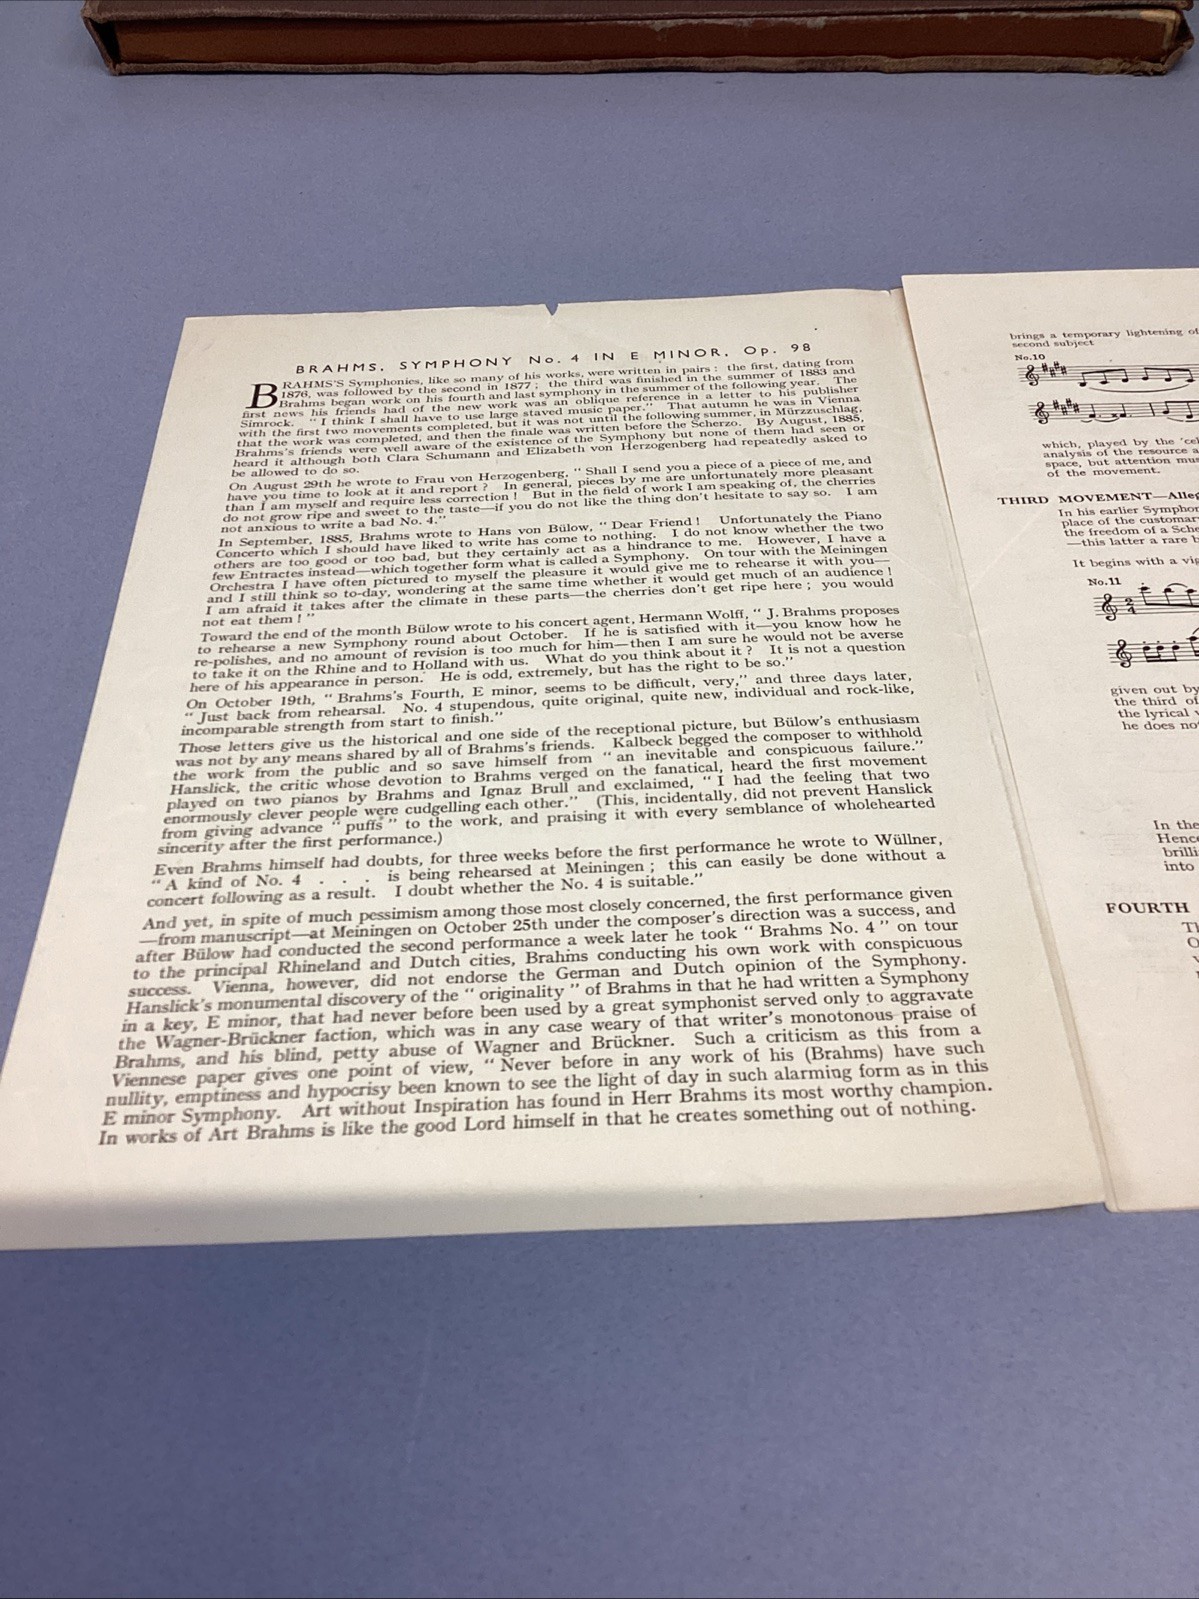 BRAHMS. SYMPHONY No. 4 IN E MINOR. Op. 98
BRAHMS'S Symphonies, like so many of his works, were written in pairs: the first, dating from
1876, was followed by the second in 1877; the third was finished in the summer of 1883 and
Brahms began work on his fourth and last symphony in the summer of the following year. The
first news his friends had of the new work was an oblique reference in a letter to his publisher
Simrock. "I think I shall have to use large staved music paper." That autumn he was in Vienna
with the first two movements completed, but it was not until the following summer, in Mürzzuschlag,
that the work was completed, and then the finale was written before the Scherzo. By August, 1885,
Brahms's friends were well aware of the existence of the Symphony but none of them had seen or
heard it although both Clara Schumann and Elizabeth von Herzogenberg had repeatedly asked to
be allowed to do so.
On August 29th he wrote to Frau von Herzogenberg, "Shall I send you a piece of a piece of me, and
have you time to look at it and report? In general, pieces by me are unfortunately more pleasant
than I am myself and require less correction! But in the field of work I am speaking of, the cherries
do not grow ripe and sweet to the taste—if you do not like the thing don't hesitate to say so. I am
not anxious to write a bad No. 4."
In September, 1885, Brahms wrote to Hans von Bülow, "Dear Friend! Unfortunately the Piano
Concerto which I should have liked to write has come to nothing. I do not know whether the two
others are too good or too bad, but they certainly act as a hindrance to me. However, I have a
few Entractes instead—which together form what is called a Symphony. On tour with the Meiningen
Orchestra I have often pictured to myself the pleasure it would give me to rehearse it with you—
and I still think so to-day, wondering at the same time whether it would get much of an audience!
I am afraid it takes after the climate in these parts—the cherries don't get ripe here; you would
not eat them!"
Toward the end of the month Bülow wrote to his concert agent, Hermann Wolff, "J. Brahms proposes
to rehearse a new Symphony round about October. If he is satisfied with it—you know how he
re-polishes, and no amount of revision is too much for him—then I am sure he would not be averse
to take it on the Rhine and to Holland with us. What do you think about it? It is not a question
here of his appearance in person. He is odd, extremely, but has the right to be so."
On October 19th, "Brahms's Fourth, E minor, seems to be difficult, very," and three days later,
"Just back from rehearsal. No. 4 stupendous, quite original, quite new, individual and rock-like,
incomparable strength from start to finish."
Those letters give us the historical and one side of the receptional picture, but Bülow's enthusiasm
was not by any means shared by all of Brahms's friends. Kalbeck begged the composer to withhold
the work from the public and so save himself from "an inevitable and conspicuous failure."
Hanslick, the critic whose devotion to Brahms verged on the fanatical, heard the first movement
played on two pianos by Brahms and Ignaz Brull and exclaimed, "I had the feeling that two
enormously clever people were cudgelling each other." (This, incidentally, did not prevent Hanslick
from giving advance "puffs" to the work, and praising it with every semblance of wholehearted
sincerity after the first performance.)
Even Brahms himself had doubts, for three weeks before the first performance he wrote to Wüllner,
"A kind of No. 4 . . . is being rehearsed at Meiningen; this can easily be done without a
concert following as a result. I doubt whether the No. 4 is suitable."
And yet, in spite of much pessimism among those most closely concerned, the first performance given
—from manuscript—at Meiningen on October 25th under the composer's direction was a success, and
after Bülow had conducted the second performance a week later he took "Brahms No. 4" on tour
to the principal Rhineland and Dutch cities, Brahms conducting his own work with conspicuous
success. Vienna, however, did not endorse the German and Dutch opinion of the Symphony.
Hanslick's monumental discovery of the "originality" of Brahms in that he had written a Symphony
in a key, E minor, that had never before been used by a great symphonist served only to aggravate
the Wagner-Brückner faction, which was in any case weary of that writer's monotonous praise of
Brahms, and his blind, petty abuse of Wagner and Brückner. Such a criticism as this from a
Viennese paper gives one point of view, "Never before in any work of his (Brahms) have such
nullity, emptiness and hypocrisy been known to see the light of day in such alarming form as in this
E minor Symphony. Art without Inspiration has found in Herr Brahms its most worthy champion.
In works of Art Brahms is like the good Lord himself in that he creates something out of nothing.
brings a temporary lightening of
second subject
No.10
which, played by the 'cel
analysis of the resource a
space, but attention mus
of the movement.
THIRD MOVEMENT—Alleg
In his earlier Symphon
place of the customar
the freedom of a Sche
—this latter a rare b
It begins with a vig
No.11
given out by
the third of
the lyrical
he does no
In the
Hence
brilli
into
FOURTH